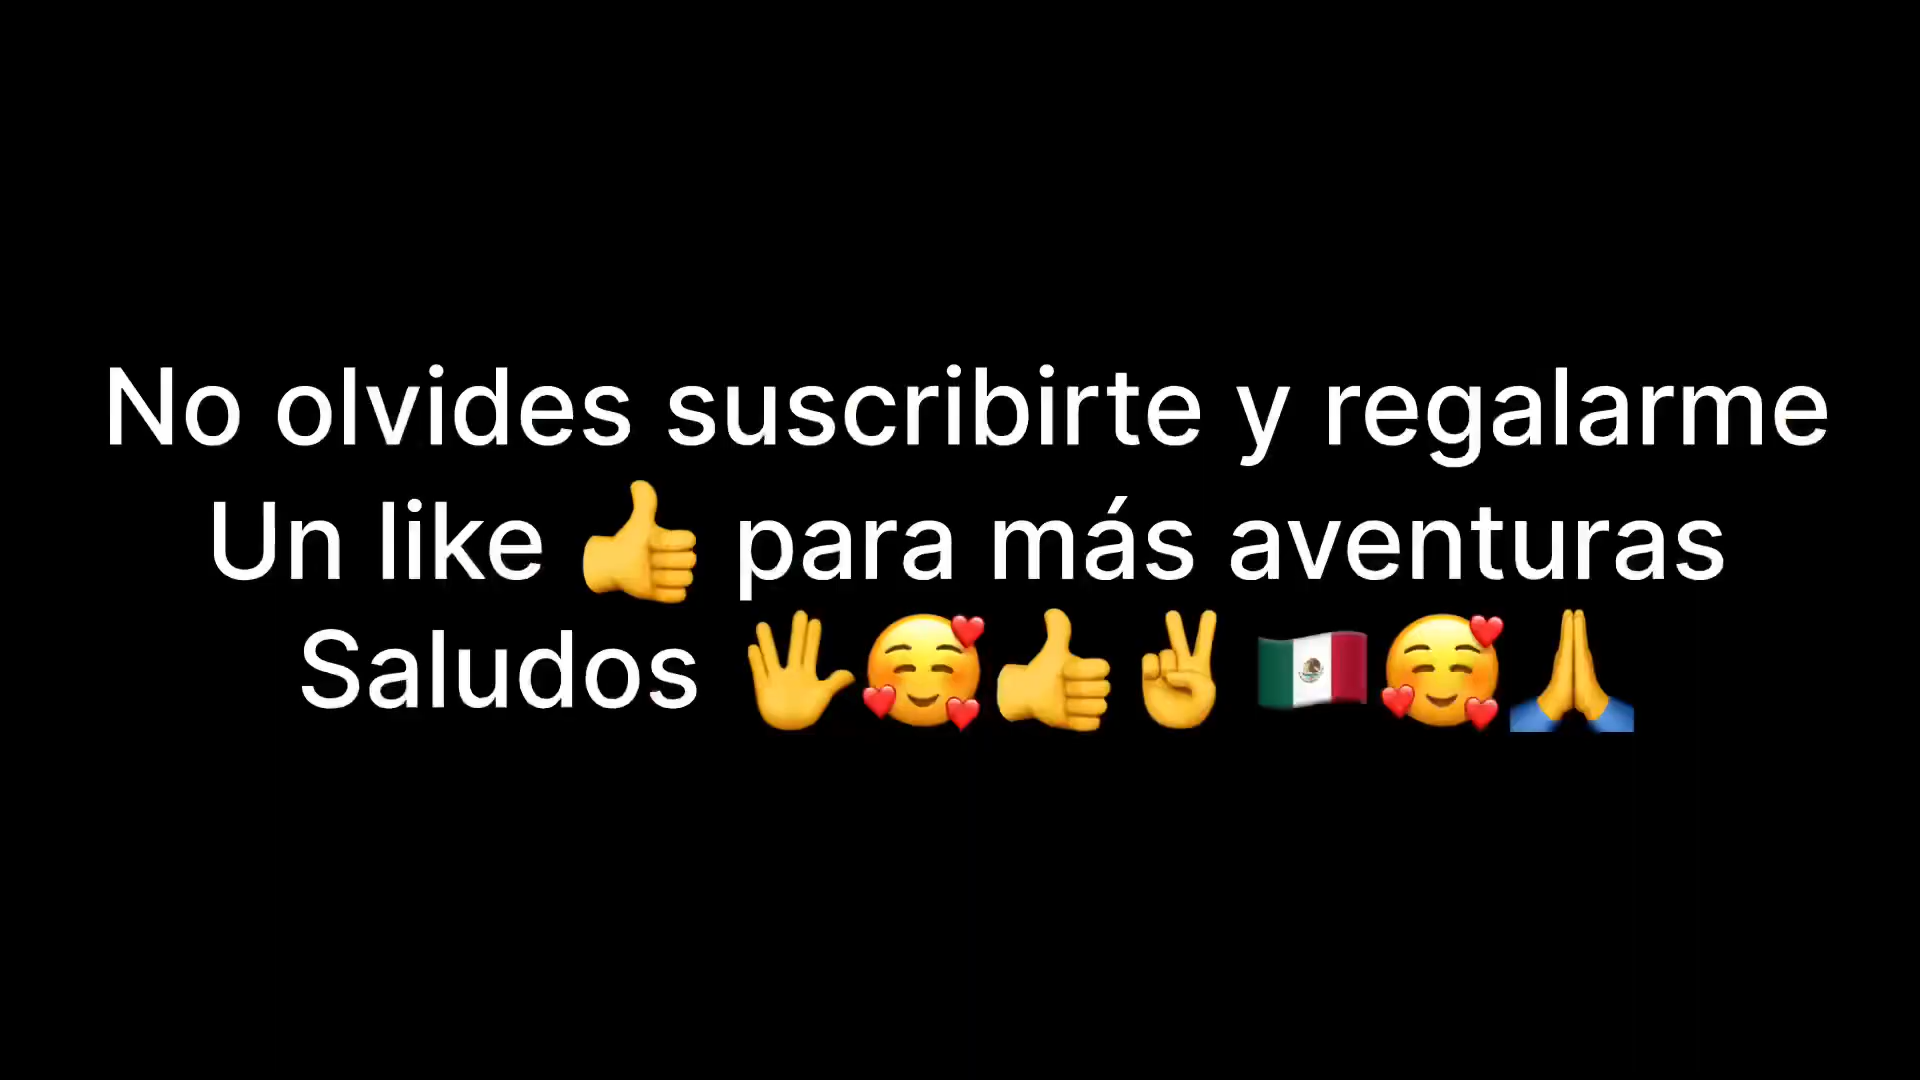 No olvides suscribirte y regalarme
Un like 👍 para más aventuras
Saludos 🖖🥰👍✌️🇲🇽🥰🙏